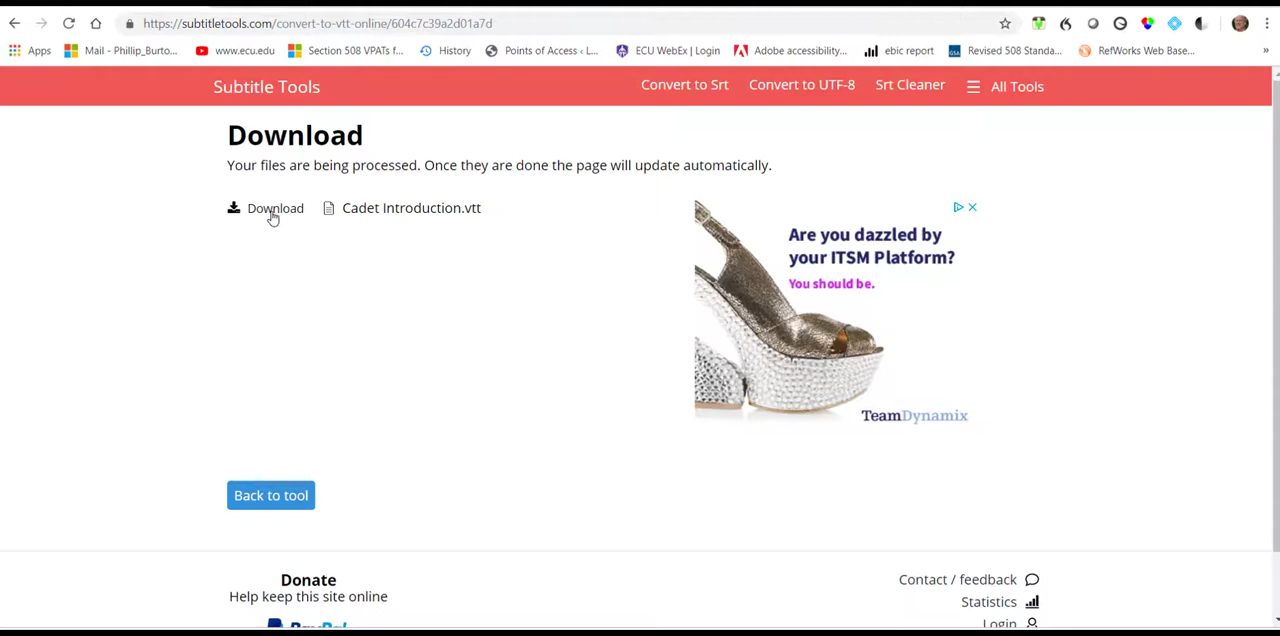 https://subtitletools.com/convert-to-vtt-online/604c7c39a2d01a7d
Apps Mail - Phillip_Burto... www.ecu.edu Section 508 VPATs f... History Points of Access ‹ L... ECU WebEx | Login Adobe accessibility... ebic report Revised 508 Standa... RefWorks Web Base... »
Subtitle Tools Convert to Srt Convert to UTF-8 Srt Cleaner All Tools
Download
Your files are being processed. Once they are done the page will update automatically.
Download Cadet Introduction.vtt
Are you dazzled by
your ITSM Platform?
You should be.
TeamDynamix
Back to tool
Donate
Help keep this site online
PayPal
Contact / feedback
Statistics
Login